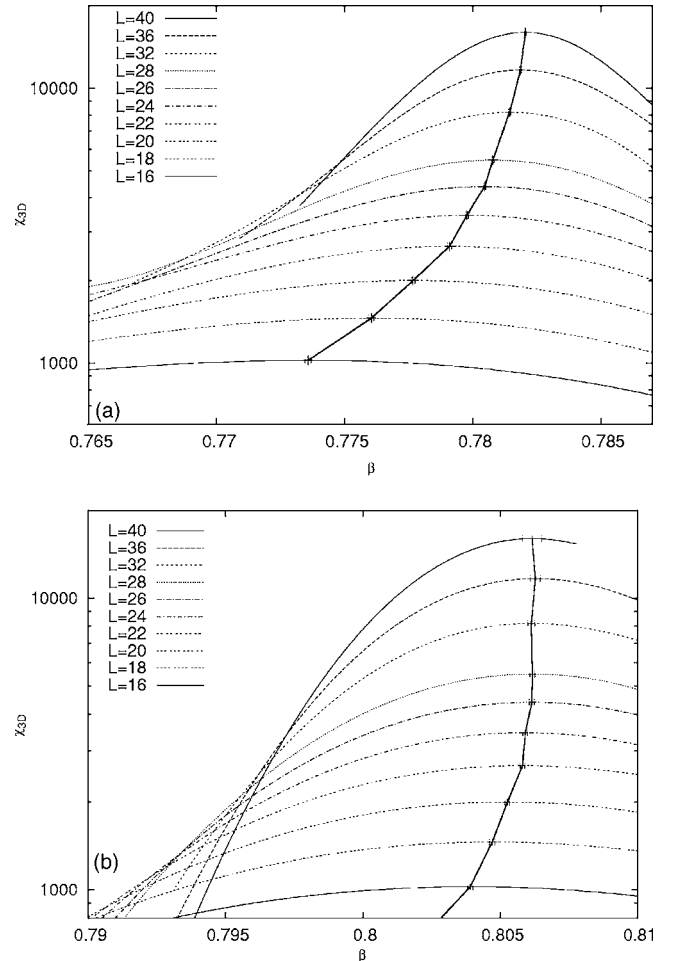 L=40
L=36
L=32
L=28
L=26
L=24
L=22
L=20
L=18
L=16
10000
1000
χ3D
(a)
0.765
0.77
0.775
0.78
0.785
β
L=40
L=36
L=32
L=28
L=26
L=24
L=22
L=20
L=18
L=16
10000
1000
χ3D
(b)
0.79
0.795
0.8
0.805
0.81
β